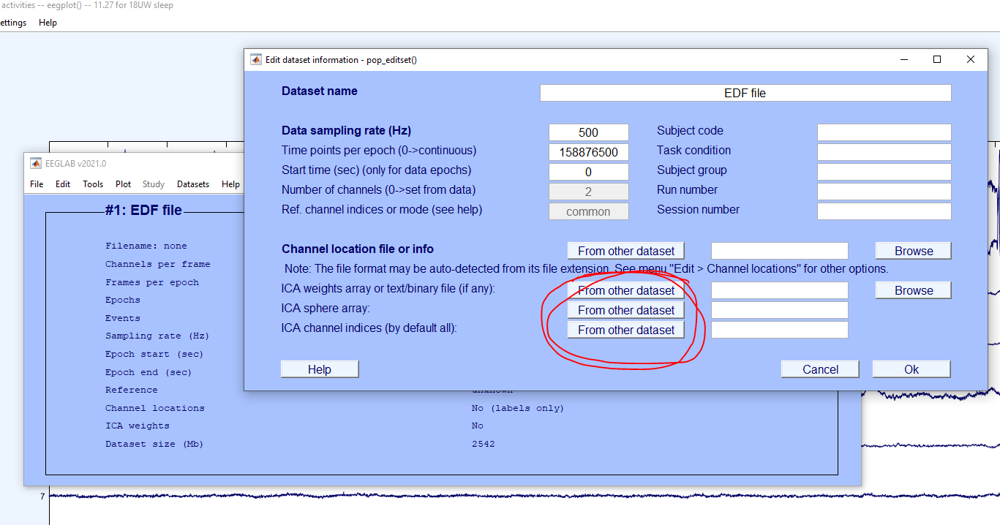 activities -- eegplot() -- 11.27 for 18UW sleep
ettings Help
Edit dataset information - pop_editset()
Dataset name EDF file
Data sampling rate (Hz) 500 Subject code
Time points per epoch (0->continuous) 158876500 Task condition
Start time (sec) (only for data epochs) 0 Subject group
Number of channels (0->set from data) 2 Run number
Ref. channel indices or mode (see help) common Session number
Channel location file or info From other dataset Browse
Note: The file format may be auto-detected from its file extension. See menu "Edit > Channel locations" for other options.
ICA weights array or text/binary file (if any): From other dataset Browse
ICA sphere array: From other dataset
ICA channel indices (by default all): From other dataset
Help Cancel Ok
EEGLAB v2021.0
File Edit Tools Plot Study Datasets Help
#1: EDF file
Filename: none
Channels per frame
Frames per epoch
Epochs
Events
Sampling rate (Hz)
Epoch start (sec)
Epoch end (sec)
Reference unknown
Channel locations No (labels only)
ICA weights No
Dataset size (Mb) 2542
7